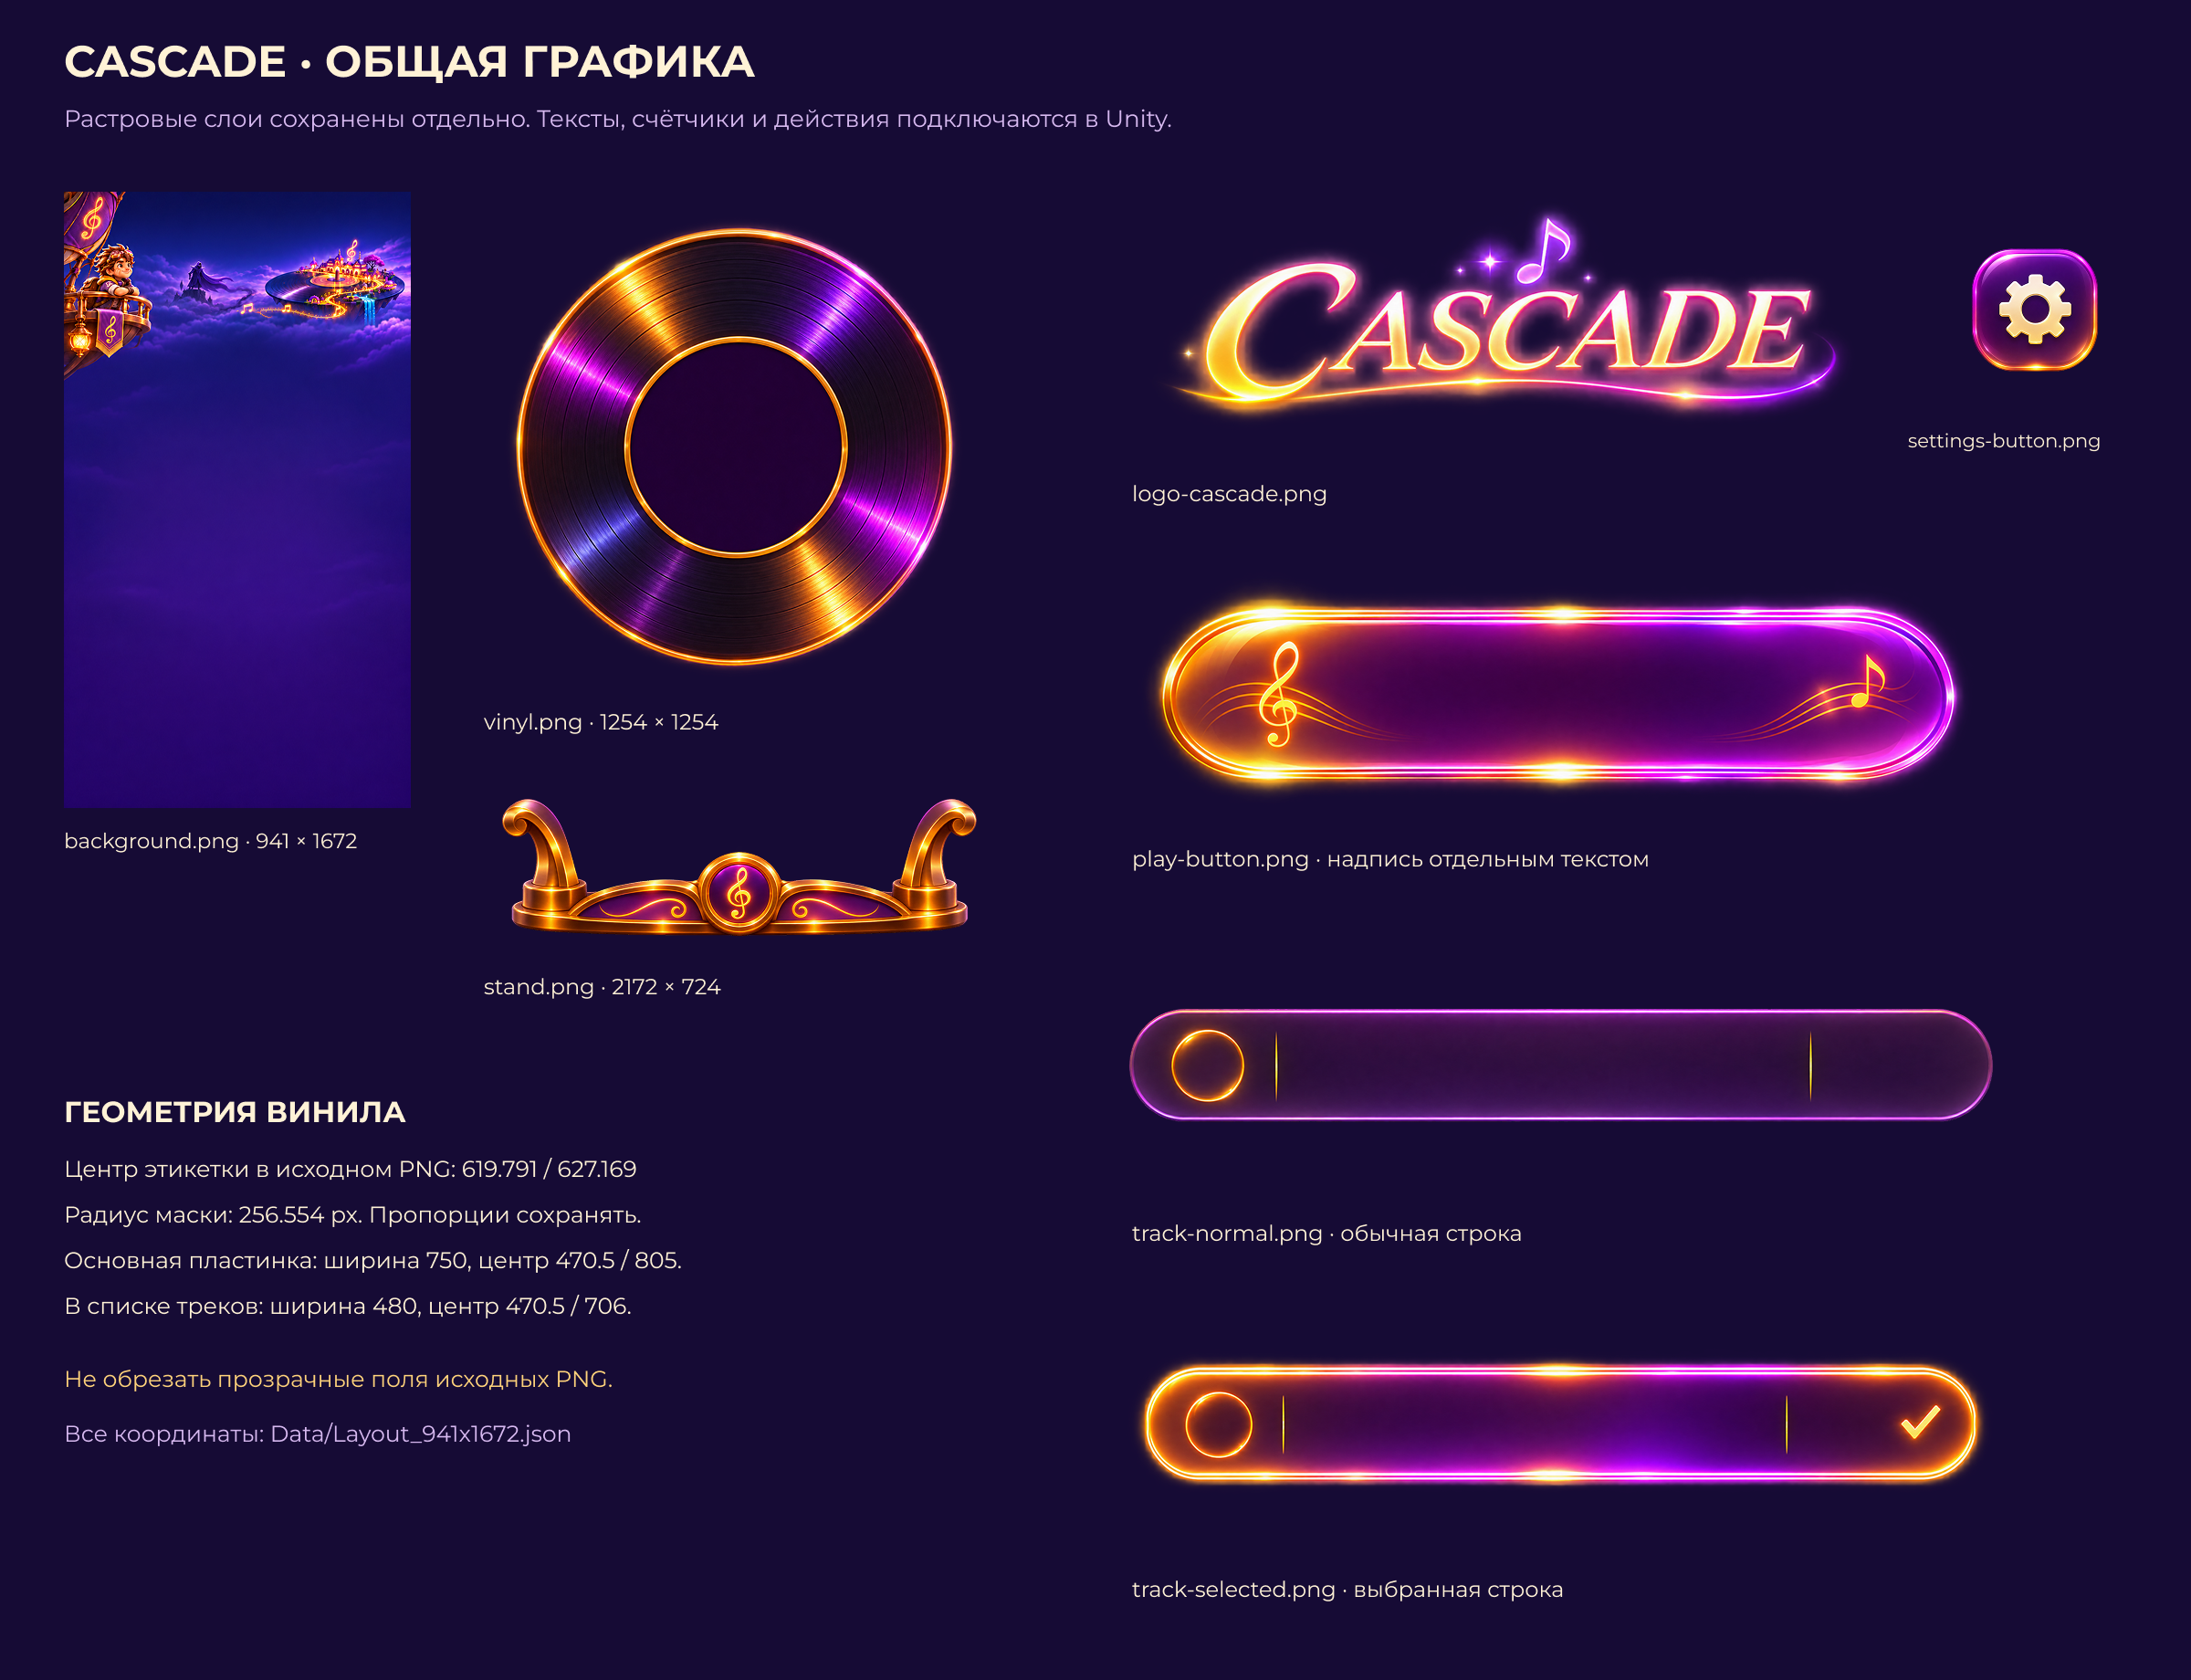 CASCADE · ОБЩАЯ ГРАФИКА
Растровые слои сохранены отдельно. Тексты, счётчики и действия подключаются в Unity.
CASCADE
settings-button.png
logo-cascade.png
vinyl.png · 1254 × 1254
background.png · 941 × 1672
play-button.png · надпись отдельным текстом
stand.png · 2172 × 724
ГЕОМЕТРИЯ ВИНИЛА
Центр этикетки в исходном PNG: 619.791 / 627.169
Радиус маски: 256.554 px. Пропорции сохранять.
Основная пластинка: ширина 750, центр 470.5 / 805.
В списке треков: ширина 480, центр 470.5 / 706.
Не обрезать прозрачные поля исходных PNG.
Все координаты: Data/Layout_941x1672.json
track-normal.png · обычная строка
track-selected.png · выбранная строка